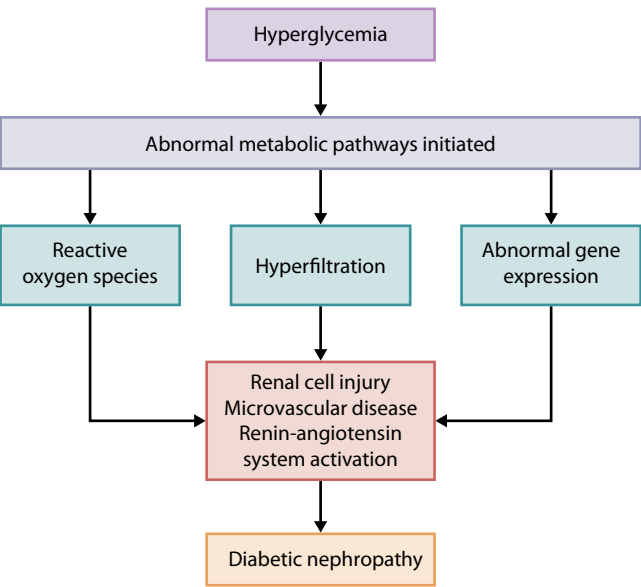 Hyperglycemia
Abnormal metabolic pathways initiated
Reactive
oxygen species
Hyperfiltration
Abnormal gene
expression
Renal cell injury
Microvascular disease
Renin-angiotensin
system activation
Diabetic nephropathy